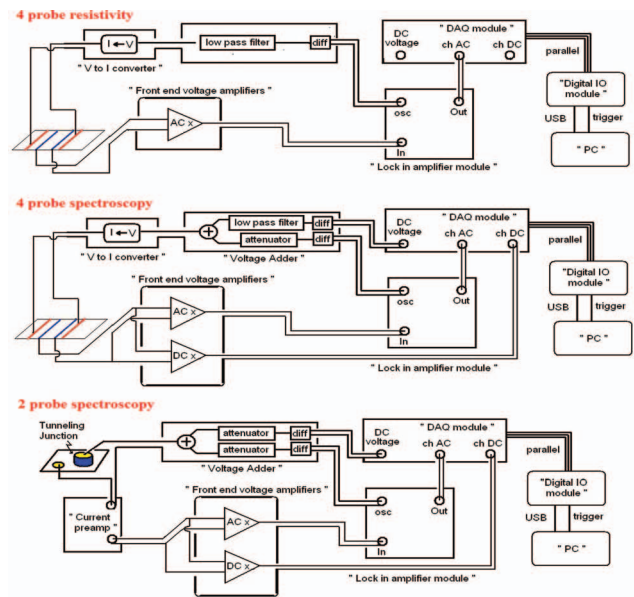 4 probe resistivity
DC voltage
" DAQ module "
ch AC
ch DC
I ← V
low pass filter
diff
parallel
" V to I converter "
" Front end voltage amplifiers "
AC x
osc
Out
In
" Lock in amplifier module "
"Digital IO module "
USB
trigger
" PC "
4 probe spectroscopy
I ← V
+
low pass filter
diff
attenuator
diff
DC voltage
" DAQ module "
ch AC
ch DC
parallel
" V to I converter "
" Voltage Adder "
" Front end voltage amplifiers "
AC x
DC x
osc
Out
In
" Lock in amplifier module "
"Digital IO module "
USB
trigger
" PC "
2 probe spectroscopy
Tunneling
Junction
+
attenuator
diff
attenuator
diff
DC voltage
" DAQ module "
ch AC
ch DC
parallel
" Voltage Adder "
" Front end voltage amplifiers "
" Current preamp "
AC x
DC x
osc
Out
In
" Lock in amplifier module "
"Digital IO module "
USB
trigger
" PC "